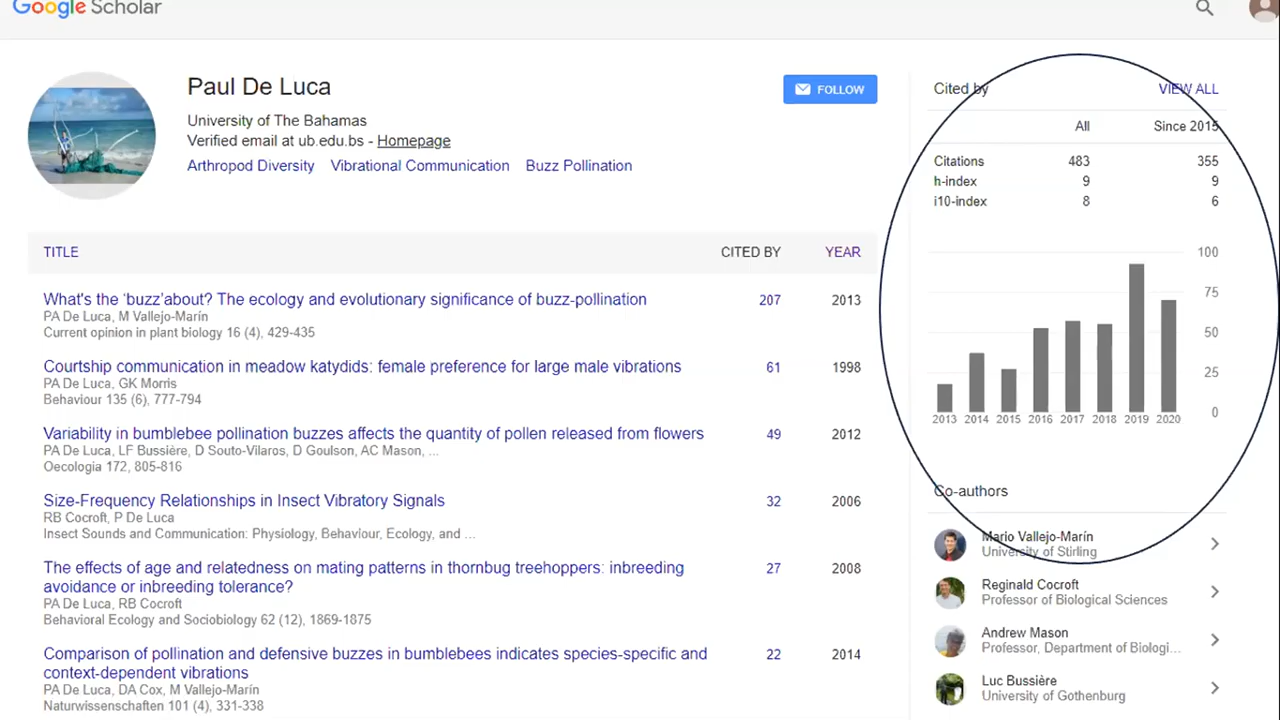 Google Scholar
Paul De Luca
FOLLOW
University of The Bahamas
Verified email at ub.edu.bs - Homepage
Arthropod Diversity Vibrational Communication Buzz Pollination
TITLE CITED BY YEAR
What's the ‘buzz’about? The ecology and evolutionary significance of buzz-pollination 207 2013
PA De Luca, M Vallejo-Marín
Current opinion in plant biology 16 (4), 429-435
Courtship communication in meadow katydids: female preference for large male vibrations 61 1998
PA De Luca, GK Morris
Behaviour 135 (6), 777-794
Variability in bumblebee pollination buzzes affects the quantity of pollen released from flowers 49 2012
PA De Luca, LF Bussière, D Souto-Vilaros, D Goulson, AC Mason, ...
Oecologia 172, 805-816
Size-Frequency Relationships in Insect Vibratory Signals 32 2006
RB Cocroft, P De Luca
Insect Sounds and Communication: Physiology, Behaviour, Ecology, and ...
The effects of age and relatedness on mating patterns in thornbug treehoppers: inbreeding 27 2008
avoidance or inbreeding tolerance?
PA De Luca, RB Cocroft
Behavioral Ecology and Sociobiology 62 (12), 1869-1875
Comparison of pollination and defensive buzzes in bumblebees indicates species-specific and 22 2014
context-dependent vibrations
PA De Luca, DA Cox, M Vallejo-Marín
Naturwissenschaften 101 (4), 331-338
Cited by VIEW ALL
All Since 2015
Citations 483 355
h-index 9 9
i10-index 8 6
100
75
50
25
0
2013 2014 2015 2016 2017 2018 2019 2020
Co-authors
Mario Vallejo-Marín
University of Stirling
Reginald Cocroft
Professor of Biological Sciences
Andrew Mason
Professor, Department of Biologi...
Luc Bussière
University of Gothenburg